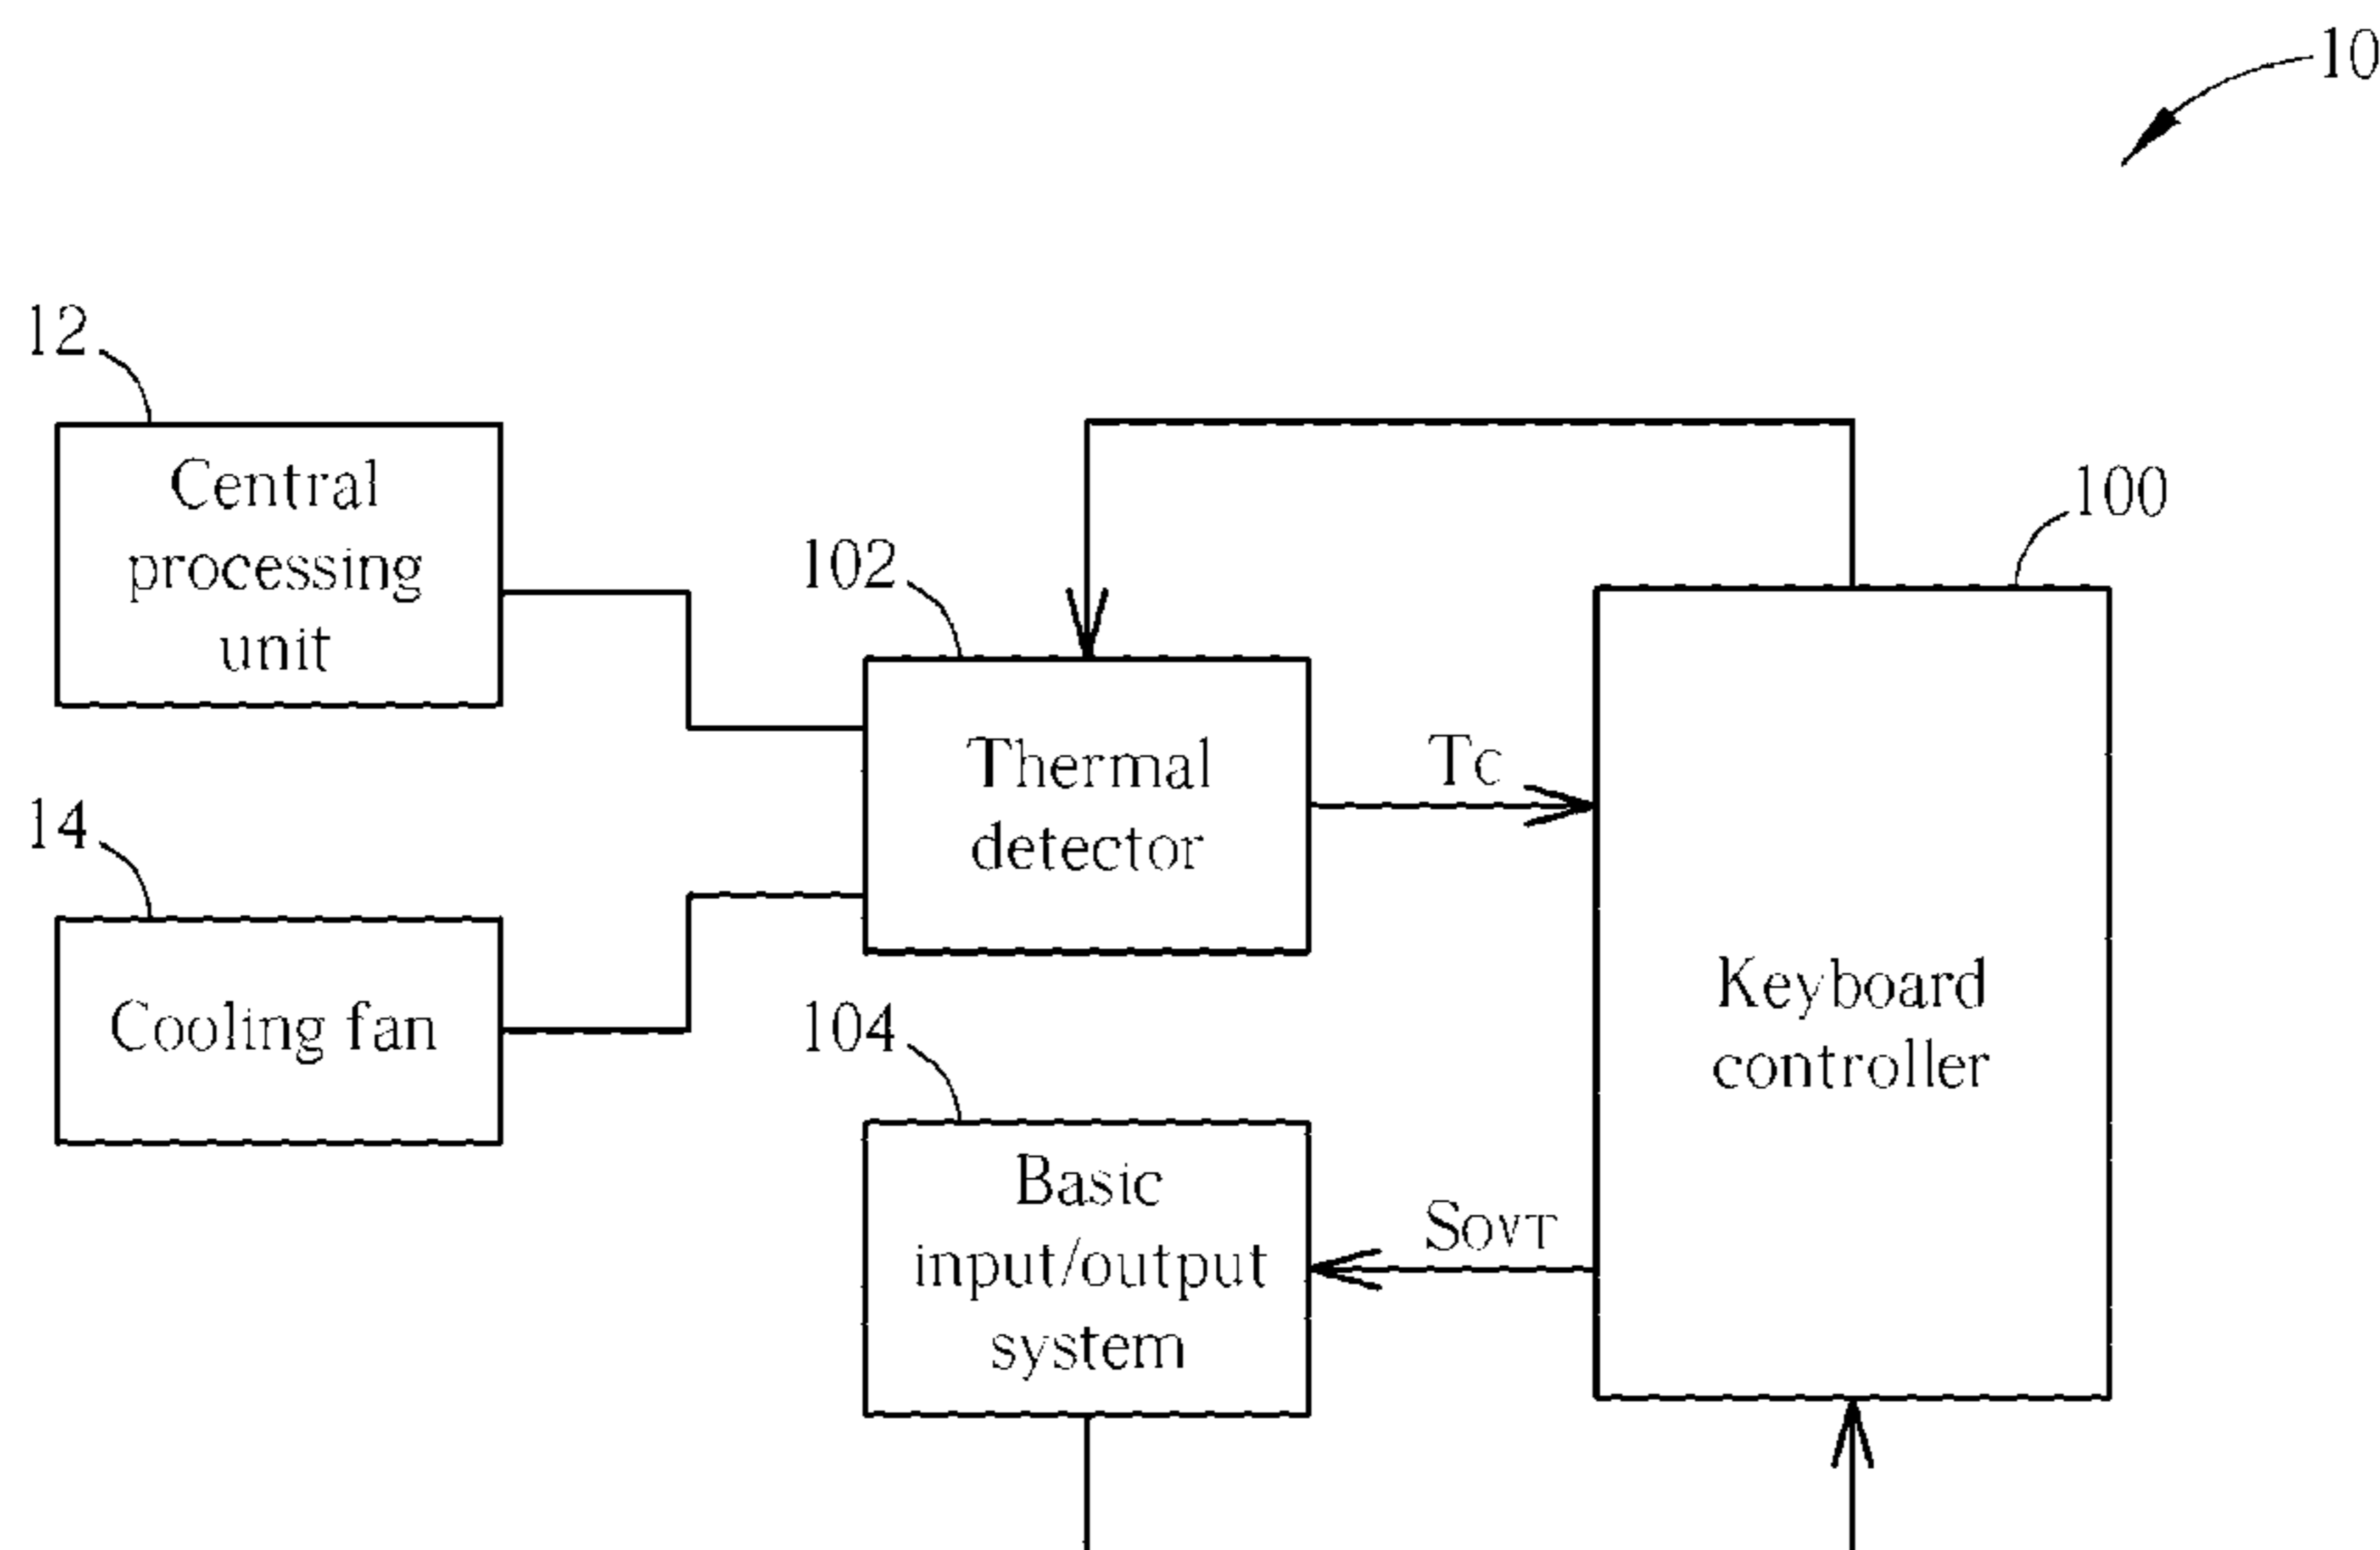 10
12
Central
processing
unit
100
102
Thermal
detector
Tc
14
Cooling fan
Keyboard
controller
104
Basic
input/output
system
SOVT